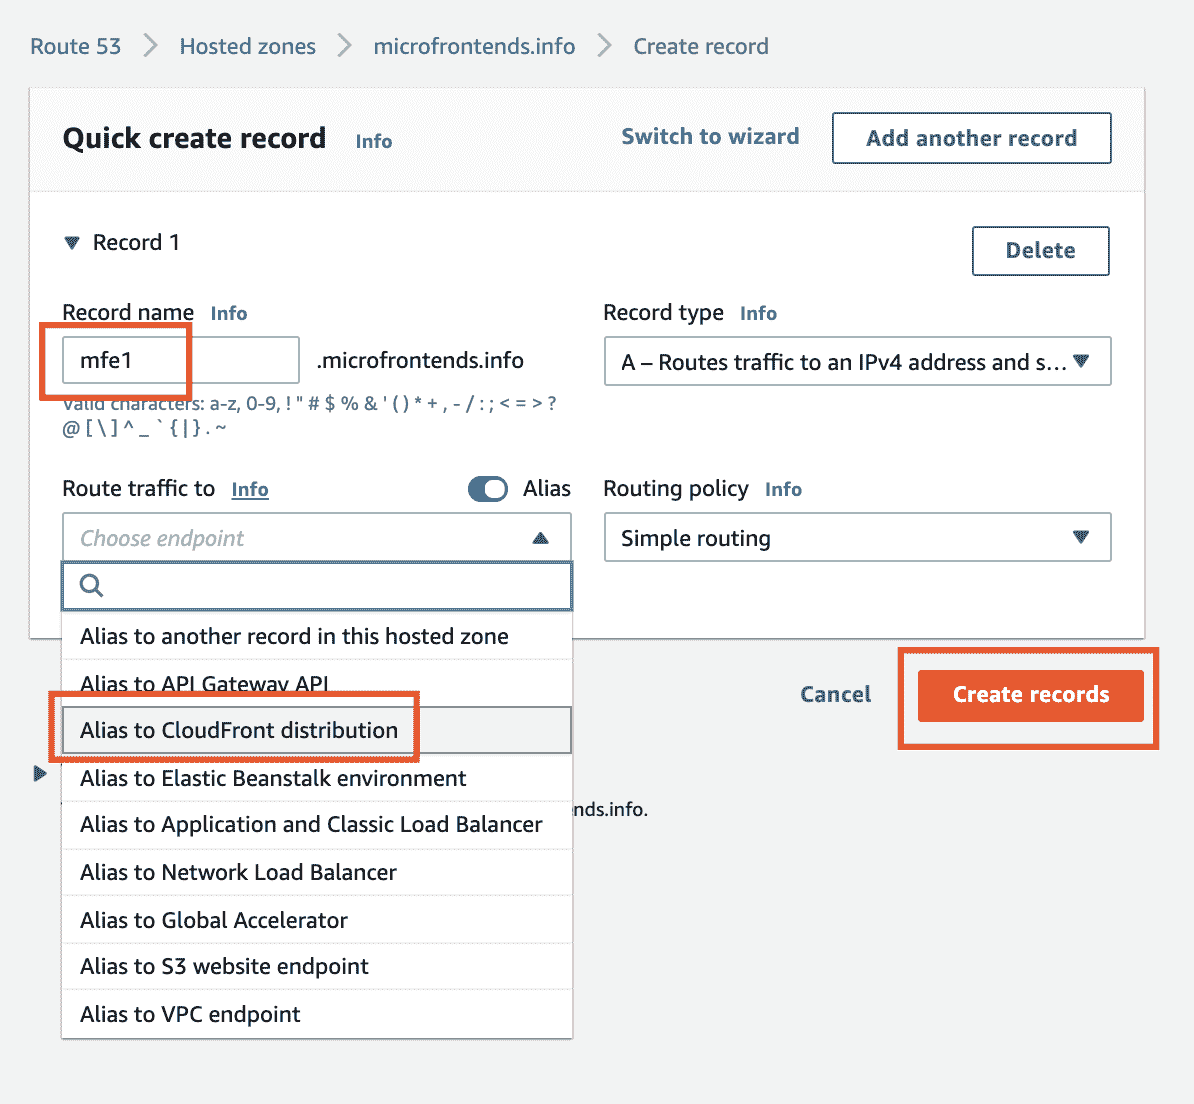 Route 53 > Hosted zones > microfrontends.info > Create record
Quick create record Info
Switch to wizard
Add another record
Record 1
Delete
Record name Info
mfe1 .microfrontends.info
Valid characters: a-z, 0-9, ! " # $ % & ' ( ) * + , - / : ; < = > ?
@ [ \ ] ^ _ ` { | } . ~
Record type Info
A – Routes traffic to an IPv4 address and s...
Route traffic to Info
Alias
Choose endpoint
Routing policy Info
Simple routing
Alias to another record in this hosted zone
Alias to API Gateway API
Alias to CloudFront distribution
Alias to Elastic Beanstalk environment
Alias to Application and Classic Load Balancer
Alias to Network Load Balancer
Alias to Global Accelerator
Alias to S3 website endpoint
Alias to VPC endpoint
Cancel
Create records
nds.info.